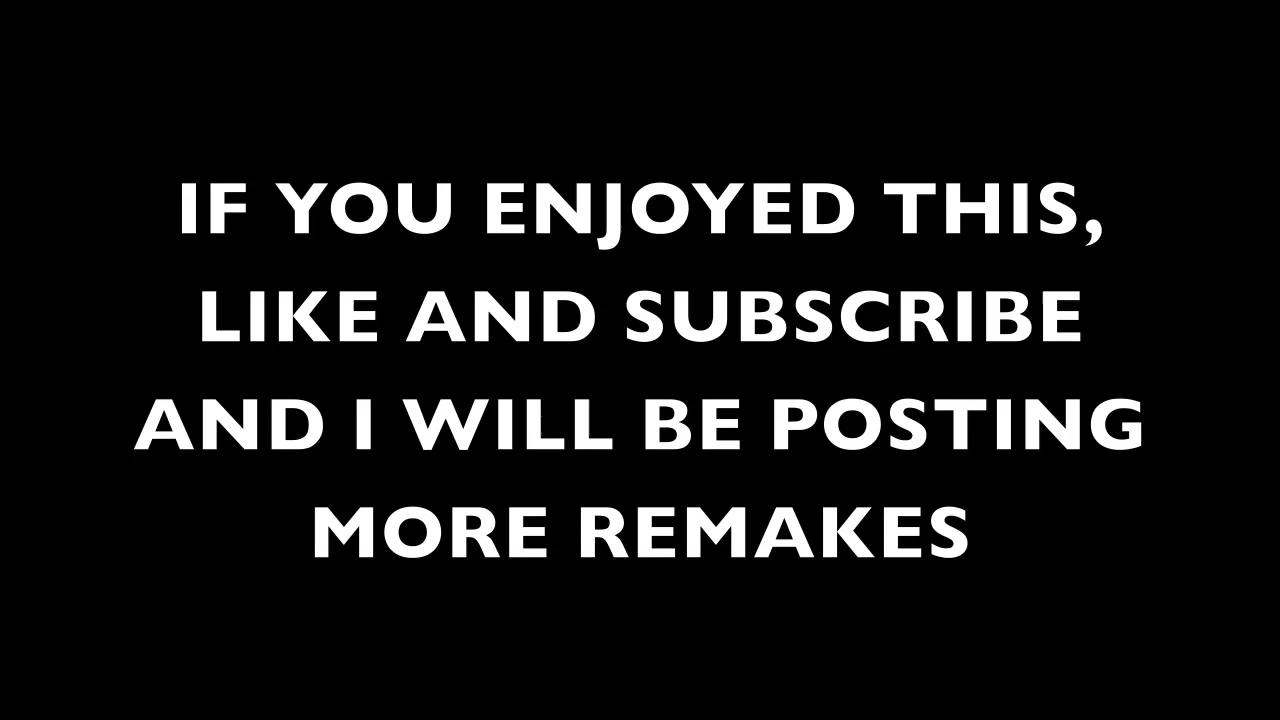 IF YOU ENJOYED THIS,
LIKE AND SUBSCRIBE
AND I WILL BE POSTING
MORE REMAKES